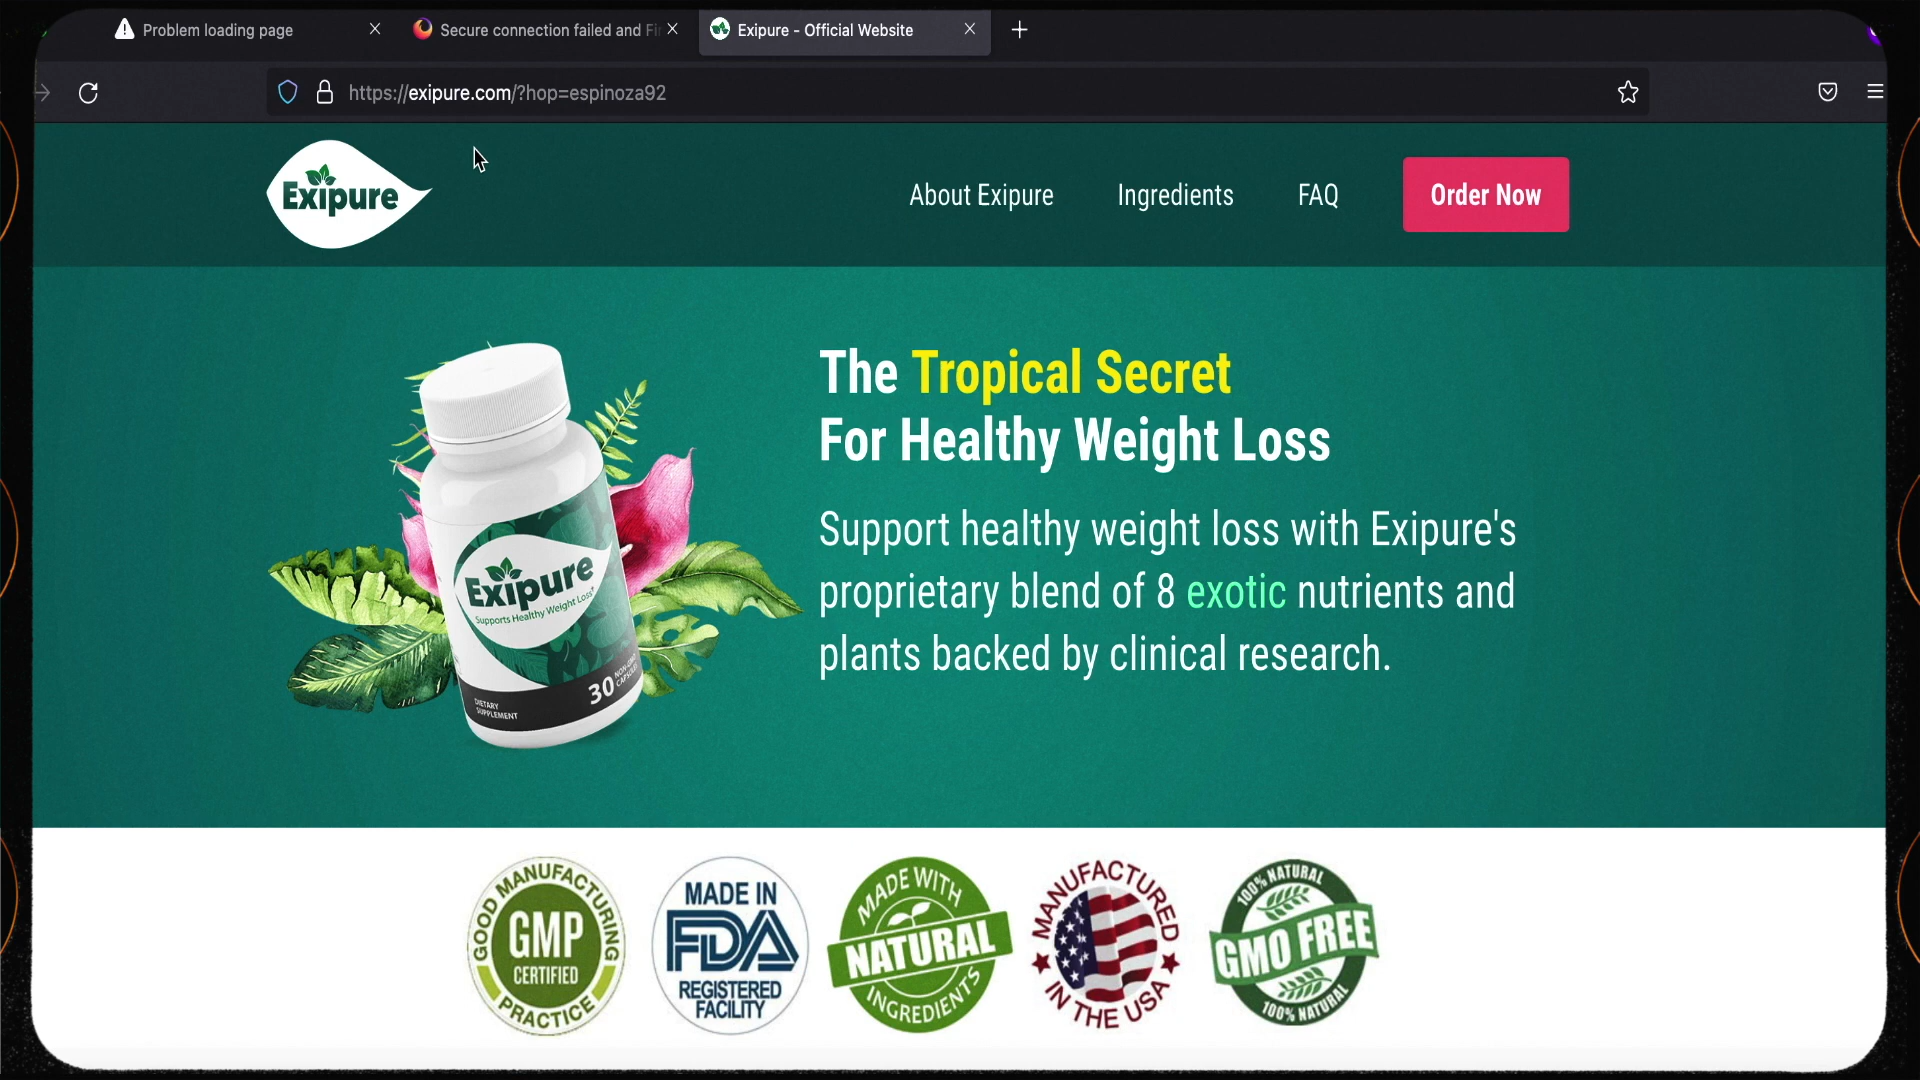 Problem loading page
Secure connection failed and Fi
Exipure - Official Website
https://exipure.com/?hop=espinoza92
Exipure
About Exipure
Ingredients
FAQ
Order Now
The Tropical Secret
For Healthy Weight Loss
Support healthy weight loss with Exipure's
proprietary blend of 8 exotic nutrients and
plants backed by clinical research.
Exipure
Supports Healthy Weight Loss
DIETARY
SUPPLEMENT
30 NON-GMO
CAPSULES
GOOD MANUFACTURING
GMP
CERTIFIED
PRACTICE
MADE IN
FDA
REGISTERED
FACILITY
MADE WITH
NATURAL
INGREDIENTS
MANUFACTURED
IN THE USA
100% NATURAL
GMO FREE
100% NATURAL